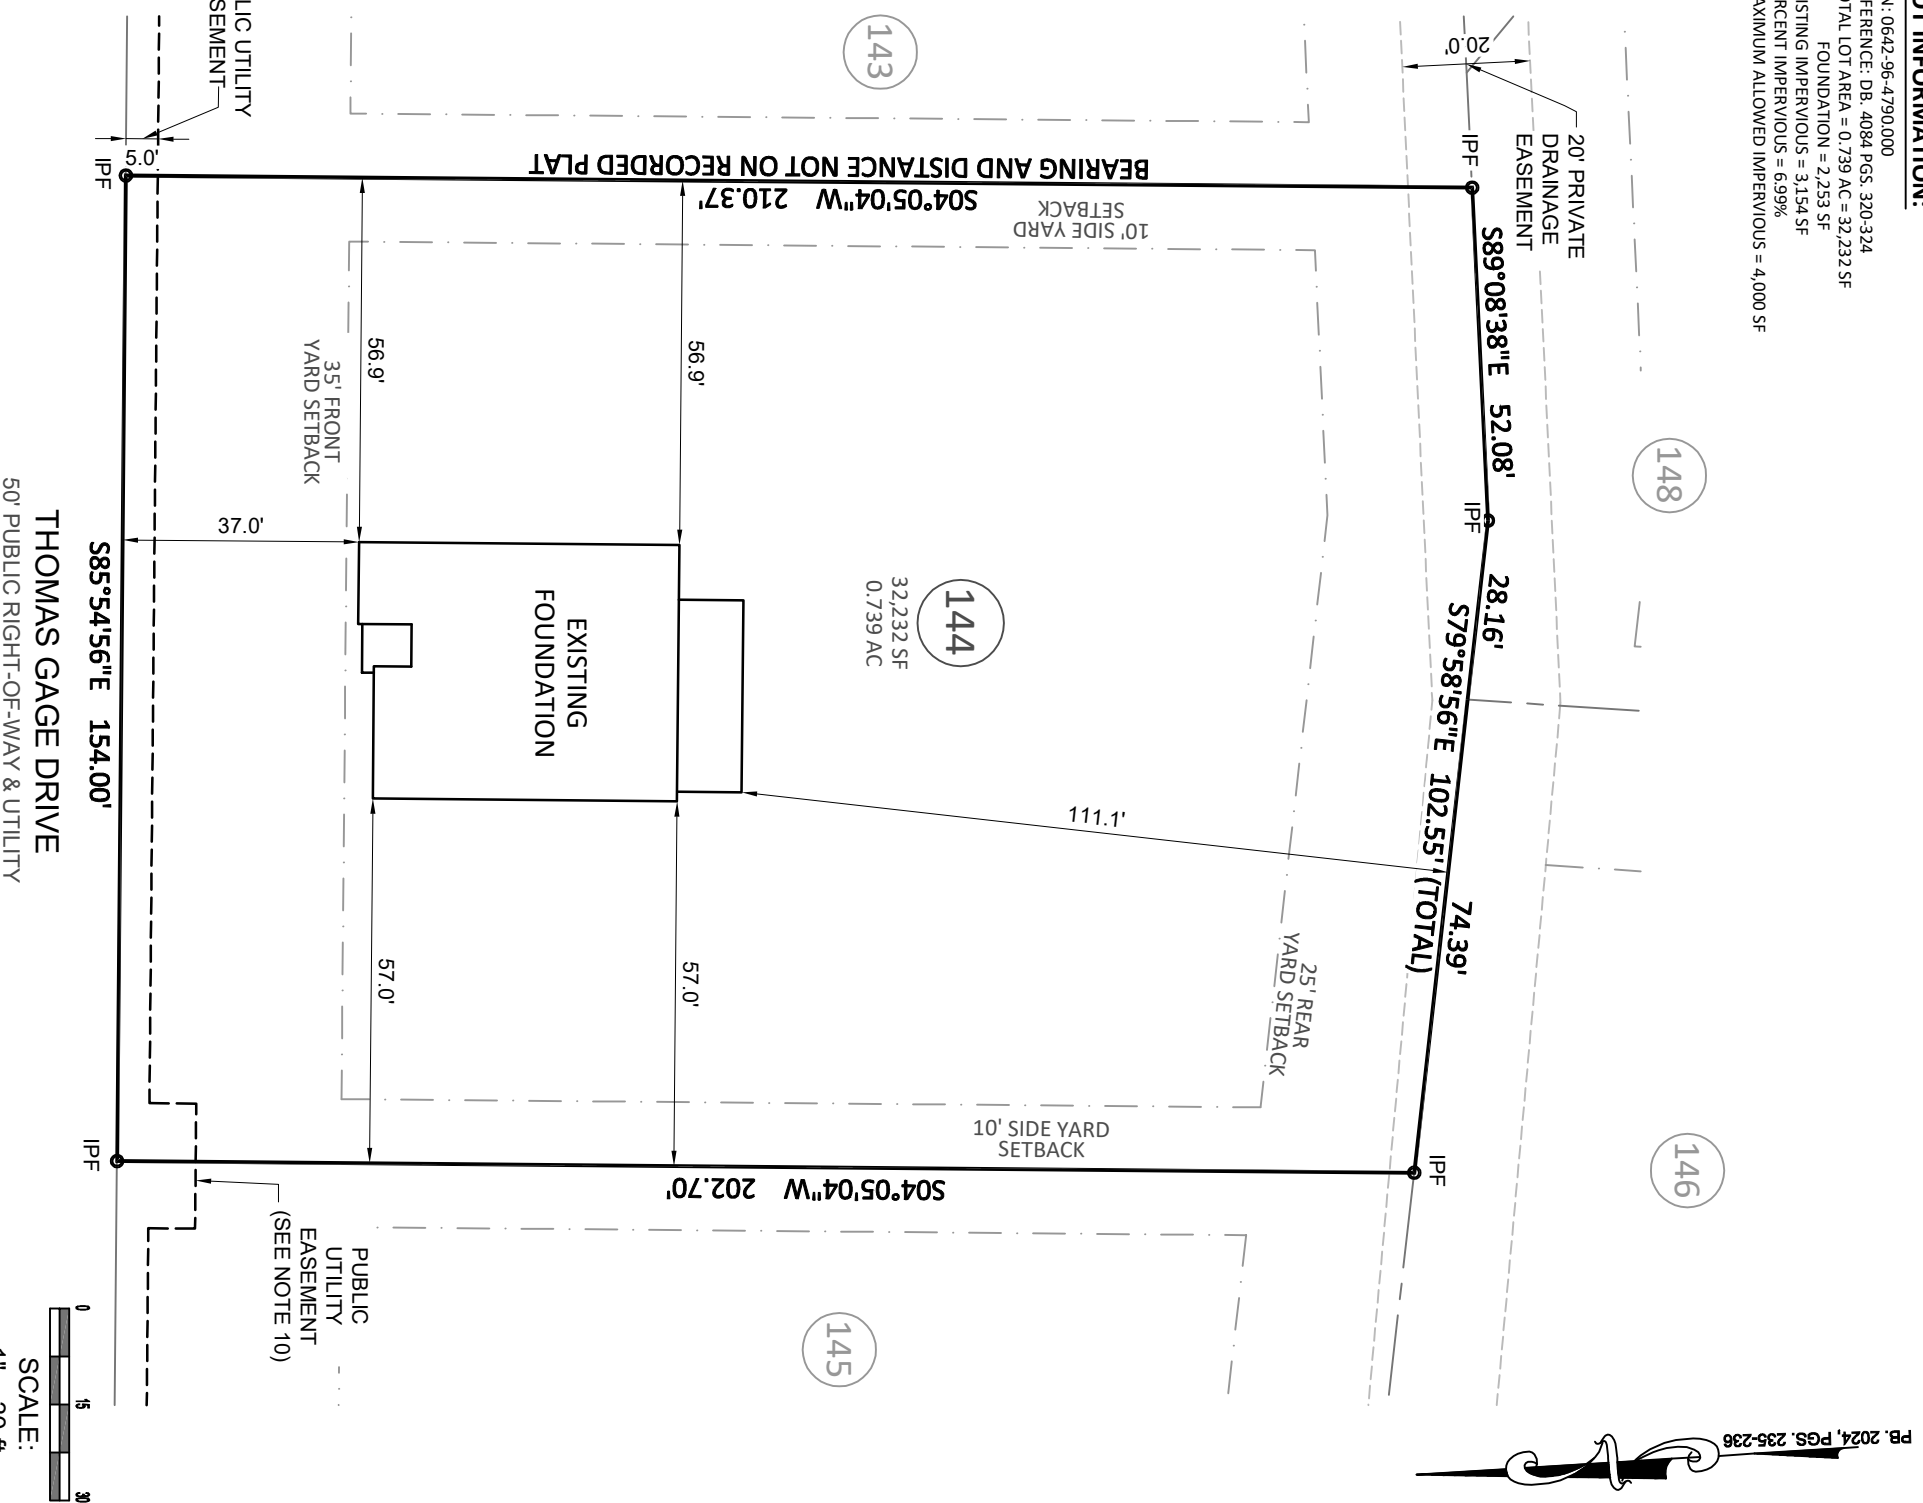 INFORMATION:
N: 0642-96-4790.000
FERENCE: DB. 4084 PGS. 320-324
OTAL LOT AREA = 0.739 AC = 32,232 SF
FOUNDATION = 2,253 SF
ISTING IMPERVIOUS = 3,154 SF
RCENT IMPERVIOUS = 6.99%
AXIMUM ALLOWED IMPERVIOUS = 4,000 SF
20' PRIVATE
DRAINAGE
EASEMENT
20.0'
148
146
143
145
IPF
S89°08'38"E 52.08'
IPF
28.16'
S79°58'56"E 102.55' (TOTAL)
74.39'
IPF
BEARING AND DISTANCE NOT ON RECORDED PLAT
S04°05'04"W 210.37'
10' SIDE YARD
SETBACK
25' REAR
YARD SETBACK
111.1'
144
32,232 SF
0.739 AC
10' SIDE YARD
SETBACK
S04°05'04"W 202.70'
56.9'
57.0'
EXISTING
FOUNDATION
56.9'
57.0'
35' FRONT
YARD SETBACK
37.0'
LIC UTILITY
SEMENT
5.0'
IPF
PUBLIC
UTILITY
EASEMENT
(SEE NOTE 10)
IPF
S85°54'56"E 154.00'
THOMAS GAGE DRIVE
50' PUBLIC RIGHT-OF-WAY & UTILITY
0 15 30
SCALE:
PB. 2024, PGS. 235-236